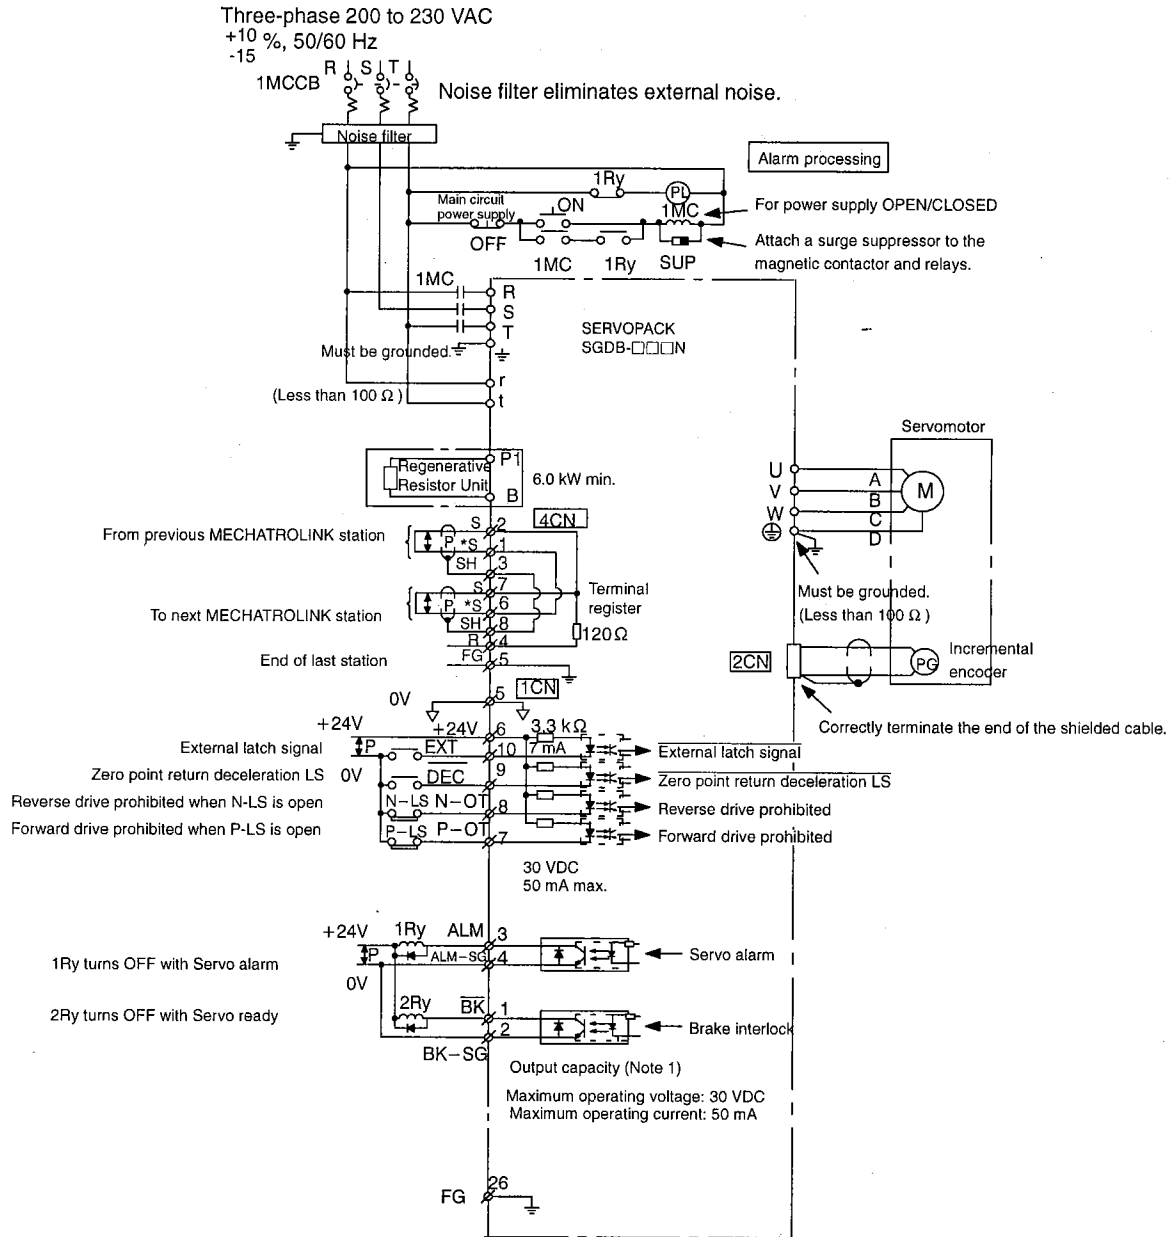 Three-phase 200 to 230 VAC
+10
-15 %, 50/60 Hz
R S T
1MCCB
Noise filter eliminates external noise.
Noise filter
Alarm processing
1Ry
PL
Main circuit
power supply
ON
1MC
For power supply OPEN/CLOSED
OFF
Attach a surge suppressor to the
magnetic contactor and relays.
1MC 1Ry SUP
1MC
R
S
T
SERVOPACK
SGDB-□□□N
Must be grounded.
r
(Less than 100 Ω)
t
Servomotor
P1
Regenerative
Resistor Unit
6.0 kW min.
B
U
V
W
A
B
C
D
M
S 2 4CN
From previous MECHATROLINK station
P *S 1
SH 3
S 7
Terminal
register
To next MECHATROLINK station
P *S 6
SH 8
120Ω
R 4
End of last station
FG 5
Must be grounded.
(Less than 100 Ω)
2CN
PG
Incremental
encoder
5 1CN
0V
Correctly terminate the end of the shielded cable.
+24V +24V 6 3.3 kΩ
External latch signal
P EXT 10 7 mA
External latch signal
0V
Zero point return deceleration LS
DEC 9
Zero point return deceleration LS
Reverse drive prohibited when N-LS is open
N-LS N-OT 8
Reverse drive prohibited
Forward drive prohibited when P-LS is open
P-LS P-OT 7
Forward drive prohibited
30 VDC
50 mA max.
+24V 1Ry ALM 3
P ALM-SG 4
Servo alarm
1Ry turns OFF with Servo alarm
0V
2Ry BK 1
2Ry turns OFF with Servo ready
2
Brake interlock
BK-SG
Output capacity (Note 1)
Maximum operating voltage: 30 VDC
Maximum operating current: 50 mA
26
FG